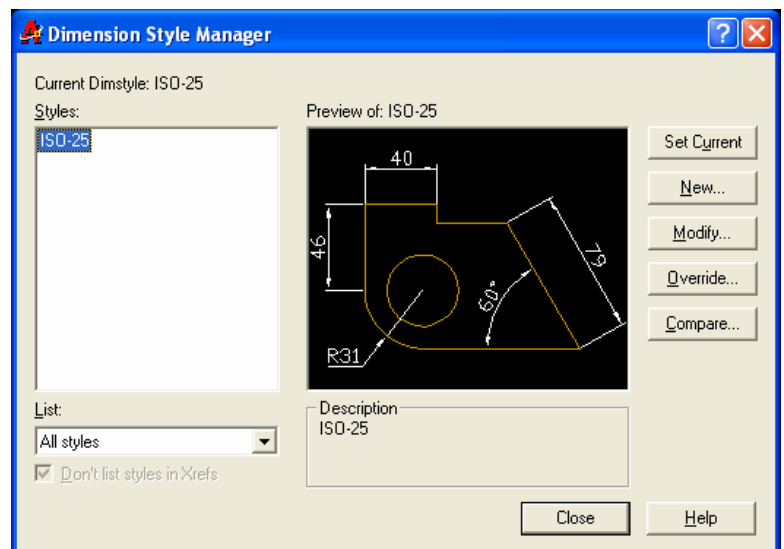 Dimension Style Manager
Current Dimstyle: ISO-25
Styles:
ISO-25
Preview of: ISO-25
40
46
79
60°
R31
Set Current
New...
Modify...
Override...
Compare...
List:
All styles
Don't list styles in Xrefs
Description
ISO-25
Close
Help